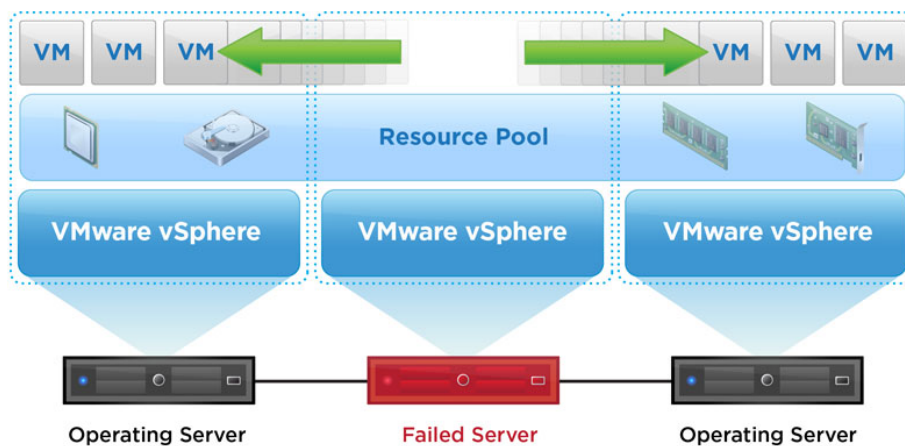 VM VM VM VM VM VM
Resource Pool
VMware vSphere VMware vSphere VMware vSphere
Operating Server Failed Server Operating Server